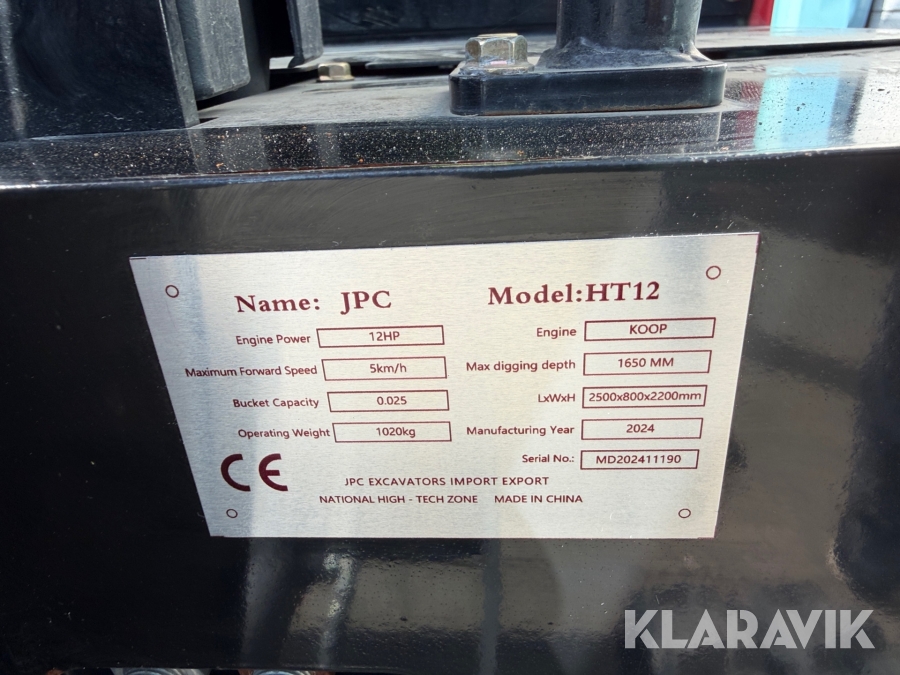 Name: JPC Model:HT12
Engine Power 12HP Engine KOOP
Maximum Forward Speed 5km/h Max digging depth 1650 MM
Bucket Capacity 0.025 LxWxH 2500x800x2200mm
Operating Weight 1020kg Manufacturing Year 2024
Serial No.: MD202411190
CE
JPC EXCAVATORS IMPORT EXPORT
NATIONAL HIGH - TECH ZONE MADE IN CHINA
KLARAVIK